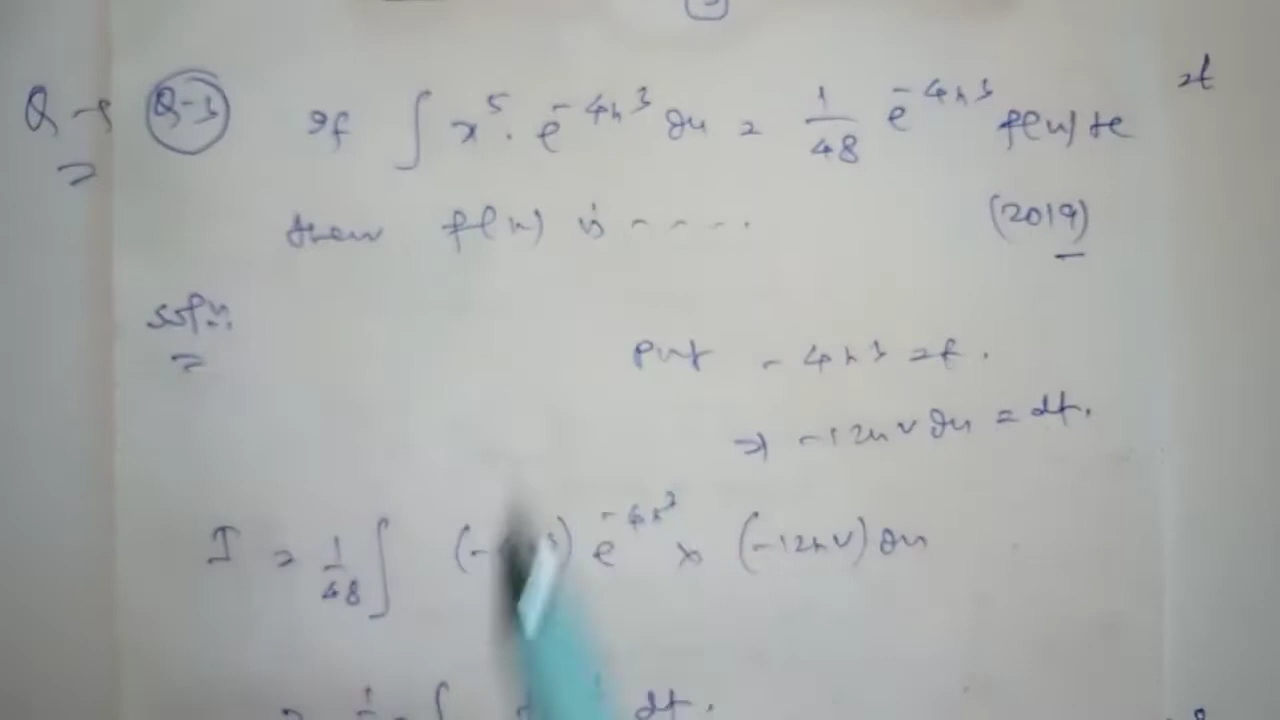 Q-5 Q-3 If ∫ x⁵. e^-4x³ dx = 1/48 e^-4x³ f(x)+c
then f(x) is - - - - . (2019)
Solⁿ:
Put -4x³ = t.
⇒ -12x² dx = dt.
I = 1/48 ∫ (- ) e^-4x³ x (-12x²) dx
dt.